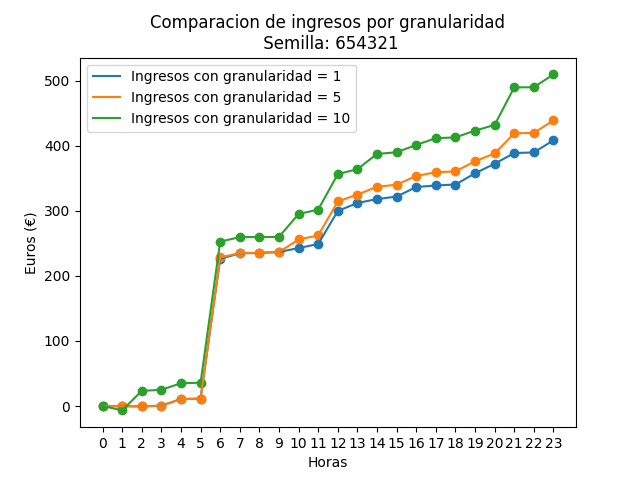 Comparacion de ingresos por granularidad
Semilla: 654321
Ingresos con granularidad = 1
Ingresos con granularidad = 5
Ingresos con granularidad = 10
Euros (€)
500
400
300
200
100
0
0 1 2 3 4 5 6 7 8 9 10 11 12 13 14 15 16 17 18 19 20 21 22 23
Horas